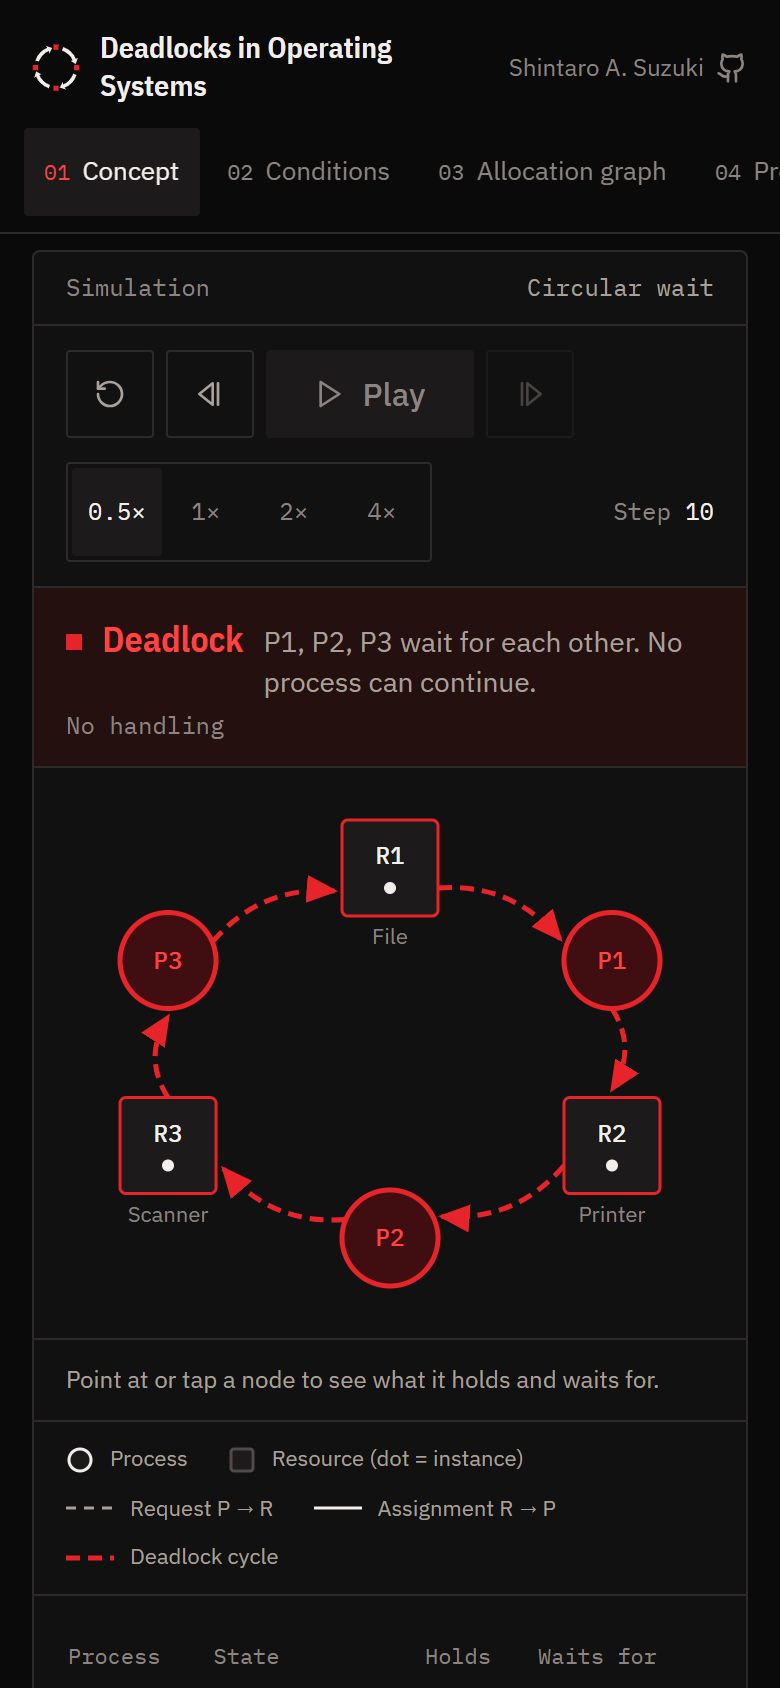 Deadlocks in Operating
Systems
Shintaro A. Suzuki
01 Concept
02 Conditions
03 Allocation graph
04 Pr
Simulation
Circular wait
Play
0.5×
1×
2×
4×
Step 10
Deadlock
P1, P2, P3 wait for each other. No
process can continue.
No handling
R1
File
P3
P1
R3
Scanner
R2
Printer
P2
Point at or tap a node to see what it holds and waits for.
Process
Resource (dot = instance)
Request P → R
Assignment R → P
Deadlock cycle
Process
State
Holds
Waits for